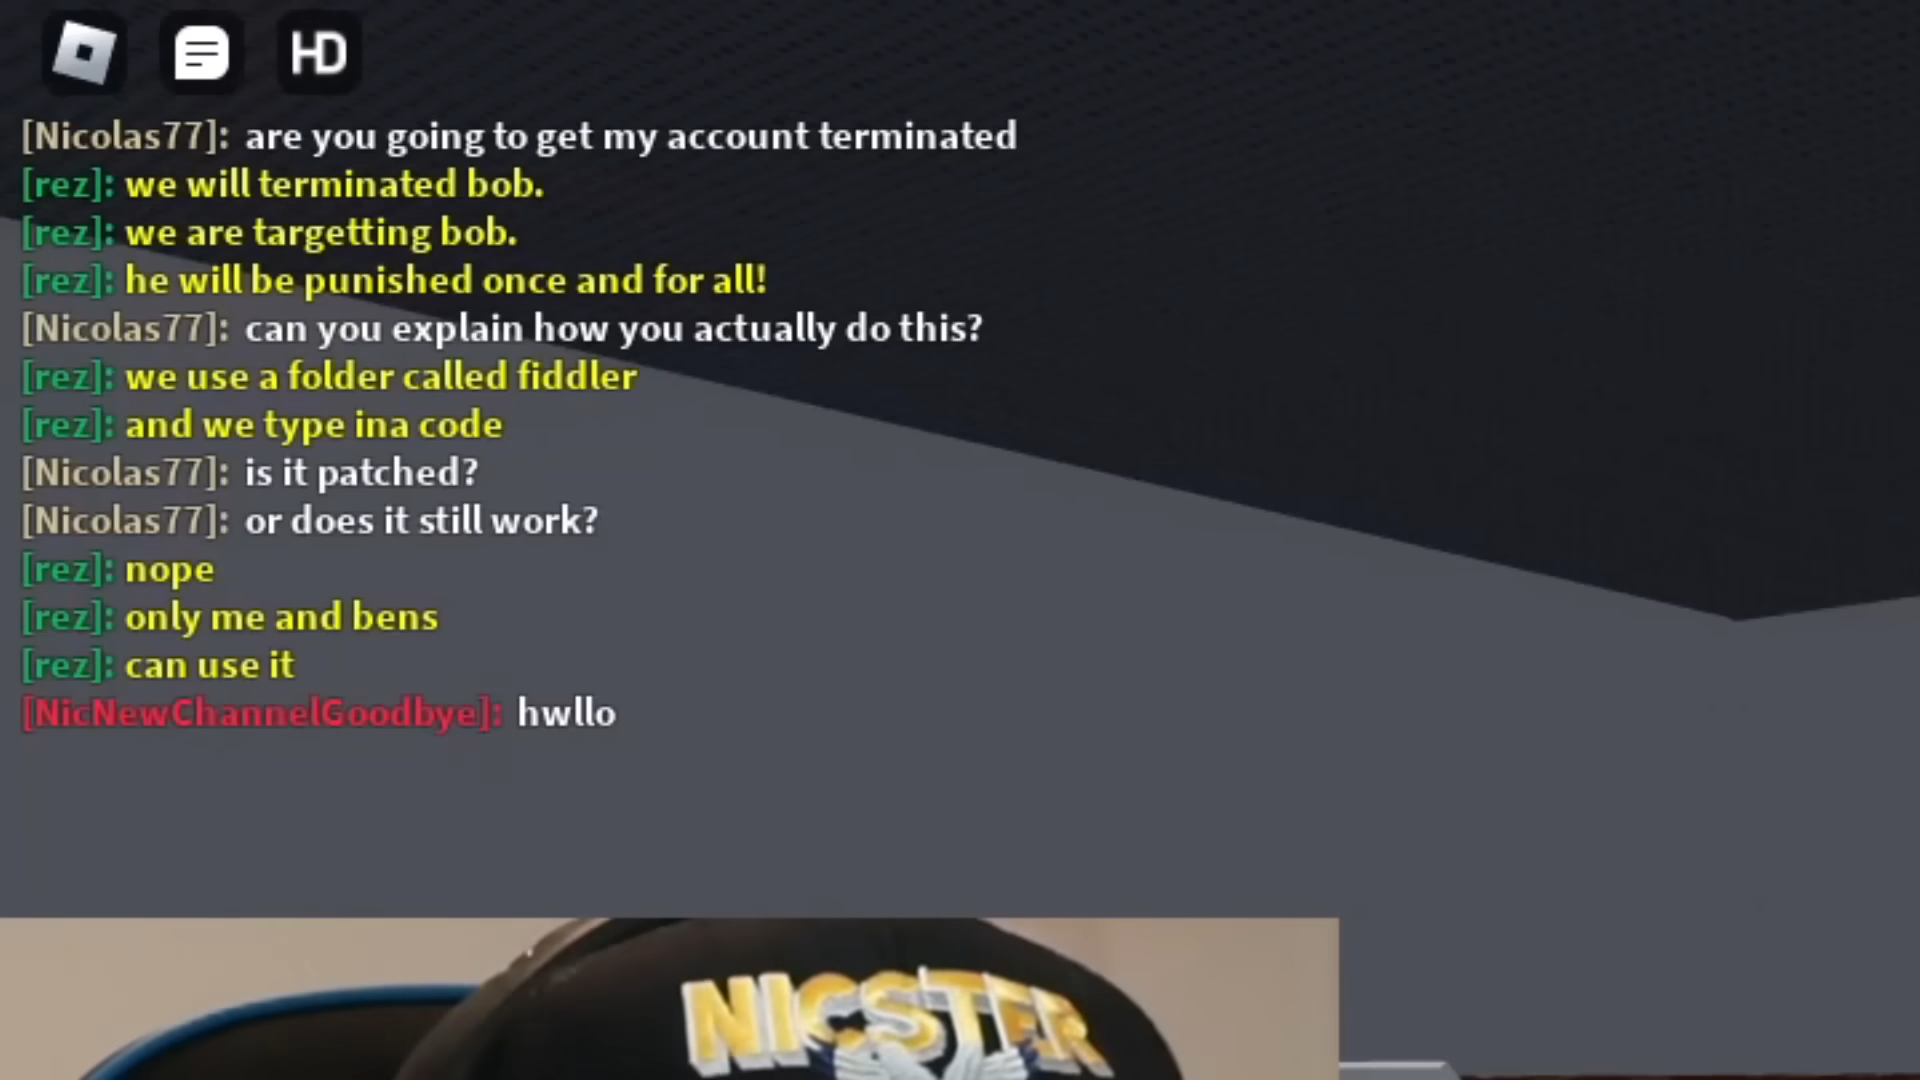 HD
[Nicolas77]: are you going to get my account terminated
[rez]: we will terminated bob.
[rez]: we are targetting bob.
[rez]: he will be punished once and for all!
[Nicolas77]: can you explain how you actually do this?
[rez]: we use a folder called fiddler
[rez]: and we type ina code
[Nicolas77]: is it patched?
[Nicolas77]: or does it still work?
[rez]: nope
[rez]: only me and bens
[rez]: can use it
[NicNewChannelGoodbye]: hwllo
NICSTER